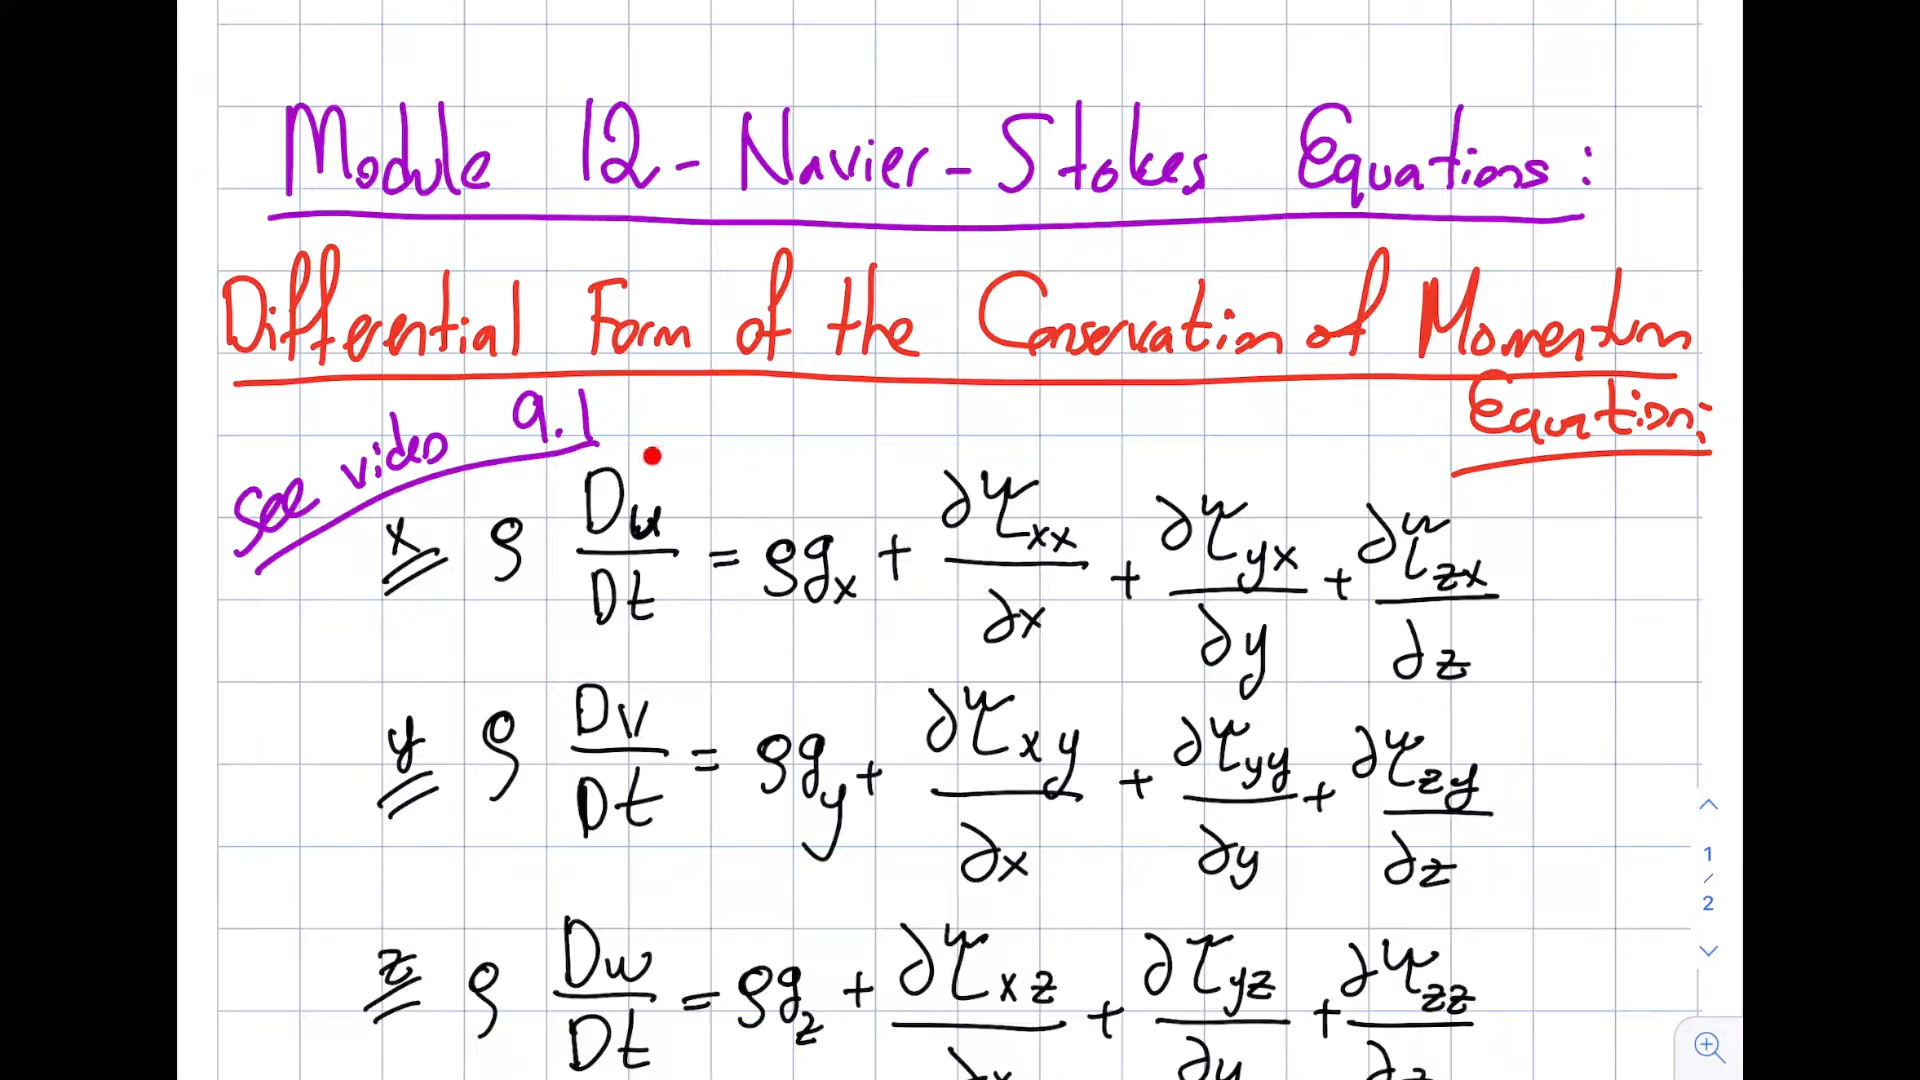 Module 12 - Navier - Stokes Equations:
Differential Form of the Conservation of Momentum
Equation:
See video 9.1
x ρ Du/Dt = ρg_x + ∂τ_xx/∂x + ∂τ_yx/∂y + ∂τ_zx/∂z
y ρ Dv/Dt = ρg_y + ∂τ_xy/∂x + ∂τ_yy/∂y + ∂τ_zy/∂z
z ρ Dw/Dt = ρg_z + ∂τ_xz/∂x + ∂τ_yz/∂y + ∂τ_zz/∂z
1
/
2